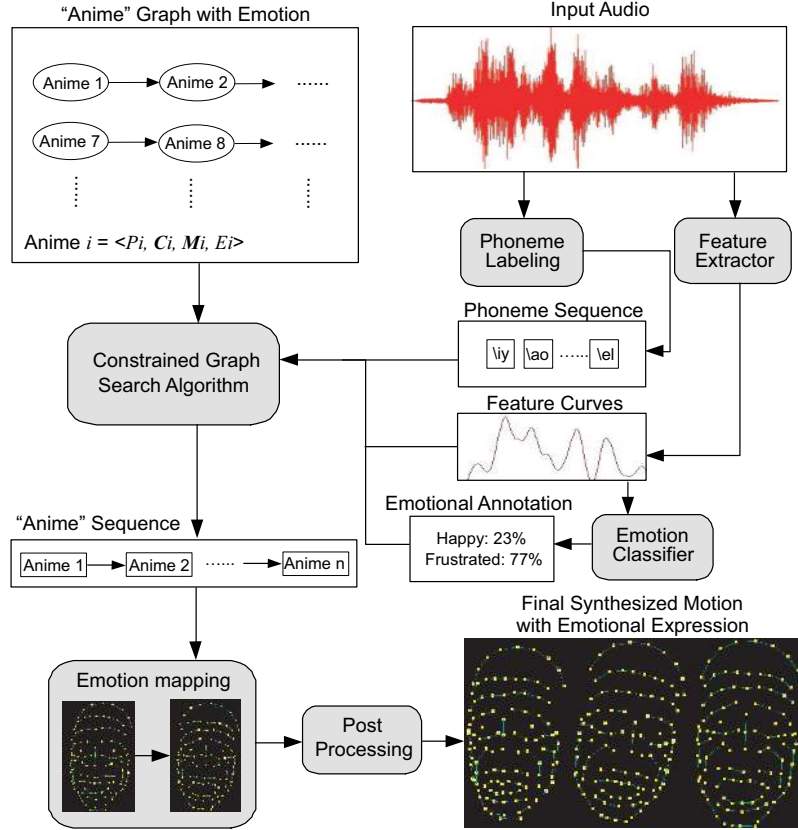 “Anime” Graph with Emotion
Anime 1
Anime 2
......
Anime 7
Anime 8
......
Anime i = <Pi, Ci, Mi, Ei>
Input Audio
Phoneme
Labeling
Feature
Extractor
Phoneme Sequence
\iy
\ao
......
\el
Constrained Graph
Search Algorithm
Feature Curves
Emotional Annotation
Happy: 23%
Frustrated: 77%
Emotion
Classifier
“Anime” Sequence
Anime 1
Anime 2
......
Anime n
Emotion mapping
Post
Processing
Final Synthesized Motion
with Emotional Expression